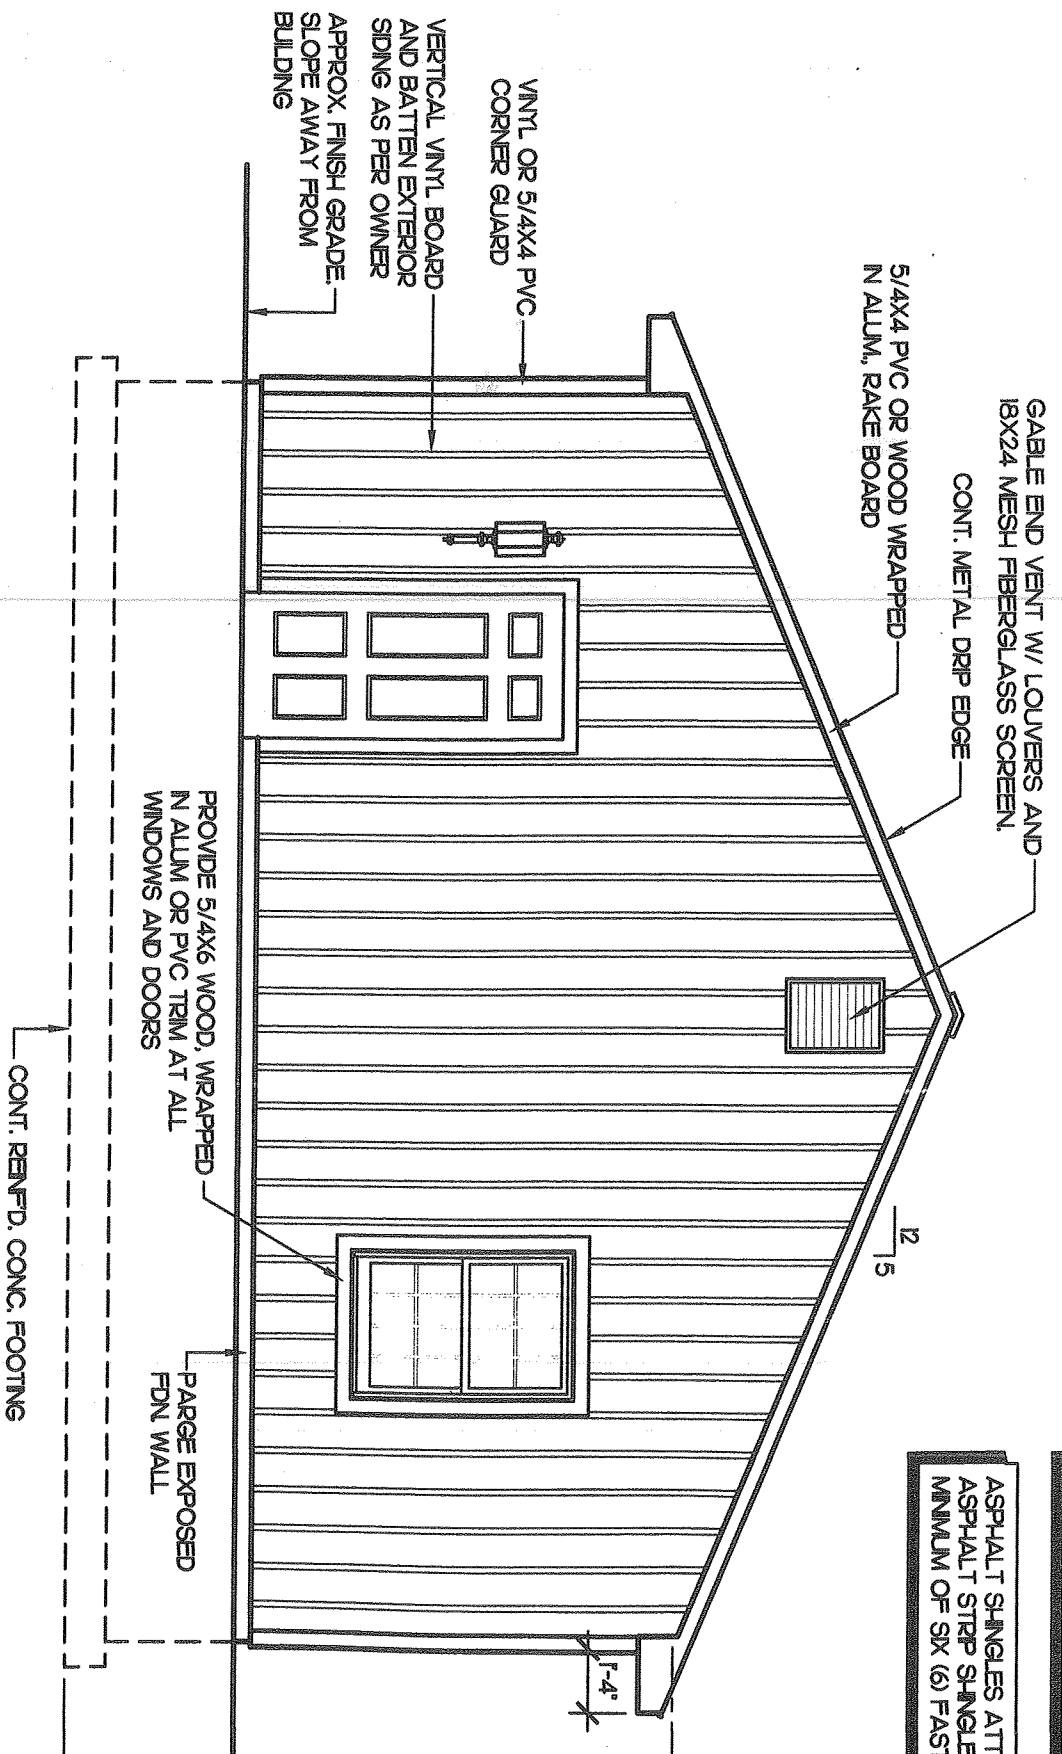 GABLE END VENT W/ LOUVERS AND
18X24 MESH FIBERGLASS SCREEN.
CONT. METAL DRIP EDGE
5/4X4 PVC OR WOOD WRAPPED
IN ALUM., RAKE BOARD
VINYL OR 5/4X4 PVC
CORNER GUARD
VERTICAL VINYL BOARD
AND BATTEN EXTERIOR
SIDING AS PER OWNER
APPROX. FINISH GRADE.
SLOPE AWAY FROM
BUILDING
12
5
ASPHALT SHINGLES ATT
ASPHALT STRIP SHINGLE
MINIMUM OF SIX (6) FAST
1'-4"
PROVIDE 5/4X6 WOOD, WRAPPED
IN ALUM OR PVC TRIM AT ALL
WINDOWS AND DOORS
PARGE EXPOSED
FDN. WALL
CONT. REINF'D. CONC. FOOTING